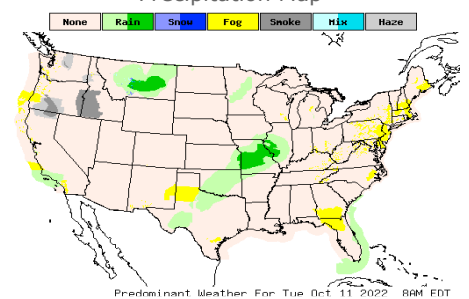 Precipitation Map
None Rain Snow Fog Smoke Mix Haze
Predominant Weather For Tue Oct 11 2022 8AM EDT